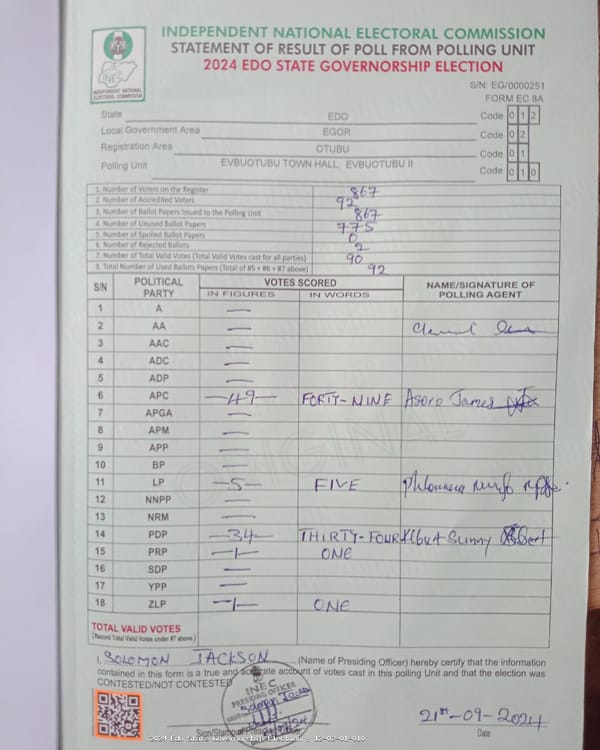 INDEPENDENT NATIONAL ELECTORAL COMMISSION
STATEMENT OF RESULT OF POLL FROM POLLING UNIT
2024 EDO STATE GOVERNORSHIP ELECTION
INEC
INDEPENDENT NATIONAL
ELECTORAL COMMISSION
S/N: EG/0000251
FORM EC 8A
State EDO Code 0 1 2
Local Government Area EGOR Code 0 2
Registration Area OTUBU Code 0 1
Polling Unit EVBUOTUBU TOWN HALL, EVBUOTUBU II Code 0 1 0
1. Number of Voters on the Register 867
2. Number of Accredited Voters 92
3. Number of Ballot Papers Issued to the Polling Unit 867
4. Number of Unused Ballot Papers 775
5. Number of Spoiled Ballot Papers 0
6. Number of Rejected Ballots 2
7. Number of Total Valid Votes (Total Valid Votes cast for all parties) 90
8. Total Number of Used Ballots Papers (Total of #5 + #6 + #7 above) 92
S/N POLITICAL PARTY VOTES SCORED NAME/SIGNATURE OF POLLING AGENT
IN FIGURES IN WORDS
1 A —
2 AA —
3 AAC —
4 ADC —
5 ADP —
6 APC —49— FORTY-NINE Asoro James
7 APGA —
8 APM —
9 APP —
10 BP —
11 LP —5— FIVE
12 NNPP —
13 NRM —
14 PDP —34— THIRTY-FOUR Albert Sunny
15 PRP —1— ONE
16 SDP —
17 YPP —
18 ZLP —1— ONE
TOTAL VALID VOTES
(Record Total Valid Votes under #7 above)
I, SOLOMON JACKSON (Name of Presiding Officer) hereby certify that the information
contained in this form is a true and accurate account of votes cast in this polling Unit and that the election was
CONTESTED/NOT CONTESTED
INEC
PRESIDING OFFICER
Sign/Stamp of
21st-09-2024
Date
2024 Edo State Governorship Election - 12-02-01-010